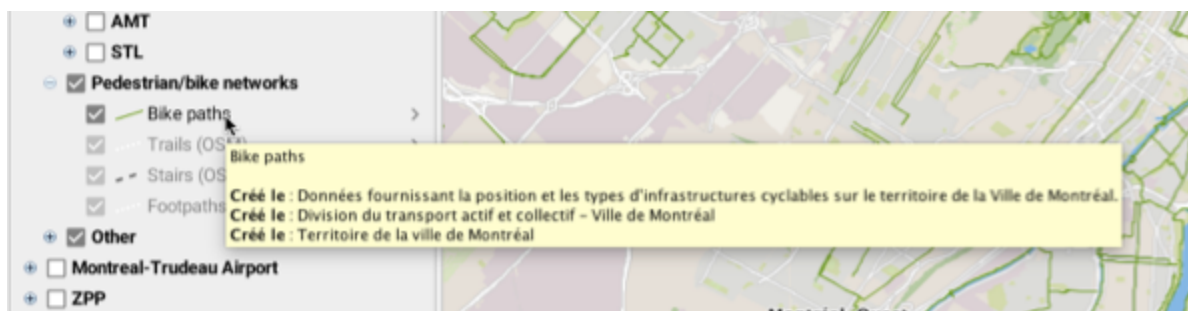 AMT
STL
Pedestrian/bike networks
Bike paths
Trails (OS
Stairs (OS
Footpaths
Bike paths
Créé le : Données fournissant la position et les types d'infrastructures cyclables sur le territoire de la Ville de Montréal.
Créé le : Division du transport actif et collectif – Ville de Montréal
Créé le : Territoire de la ville de Montréal
Other
Montreal-Trudeau Airport
ZPP